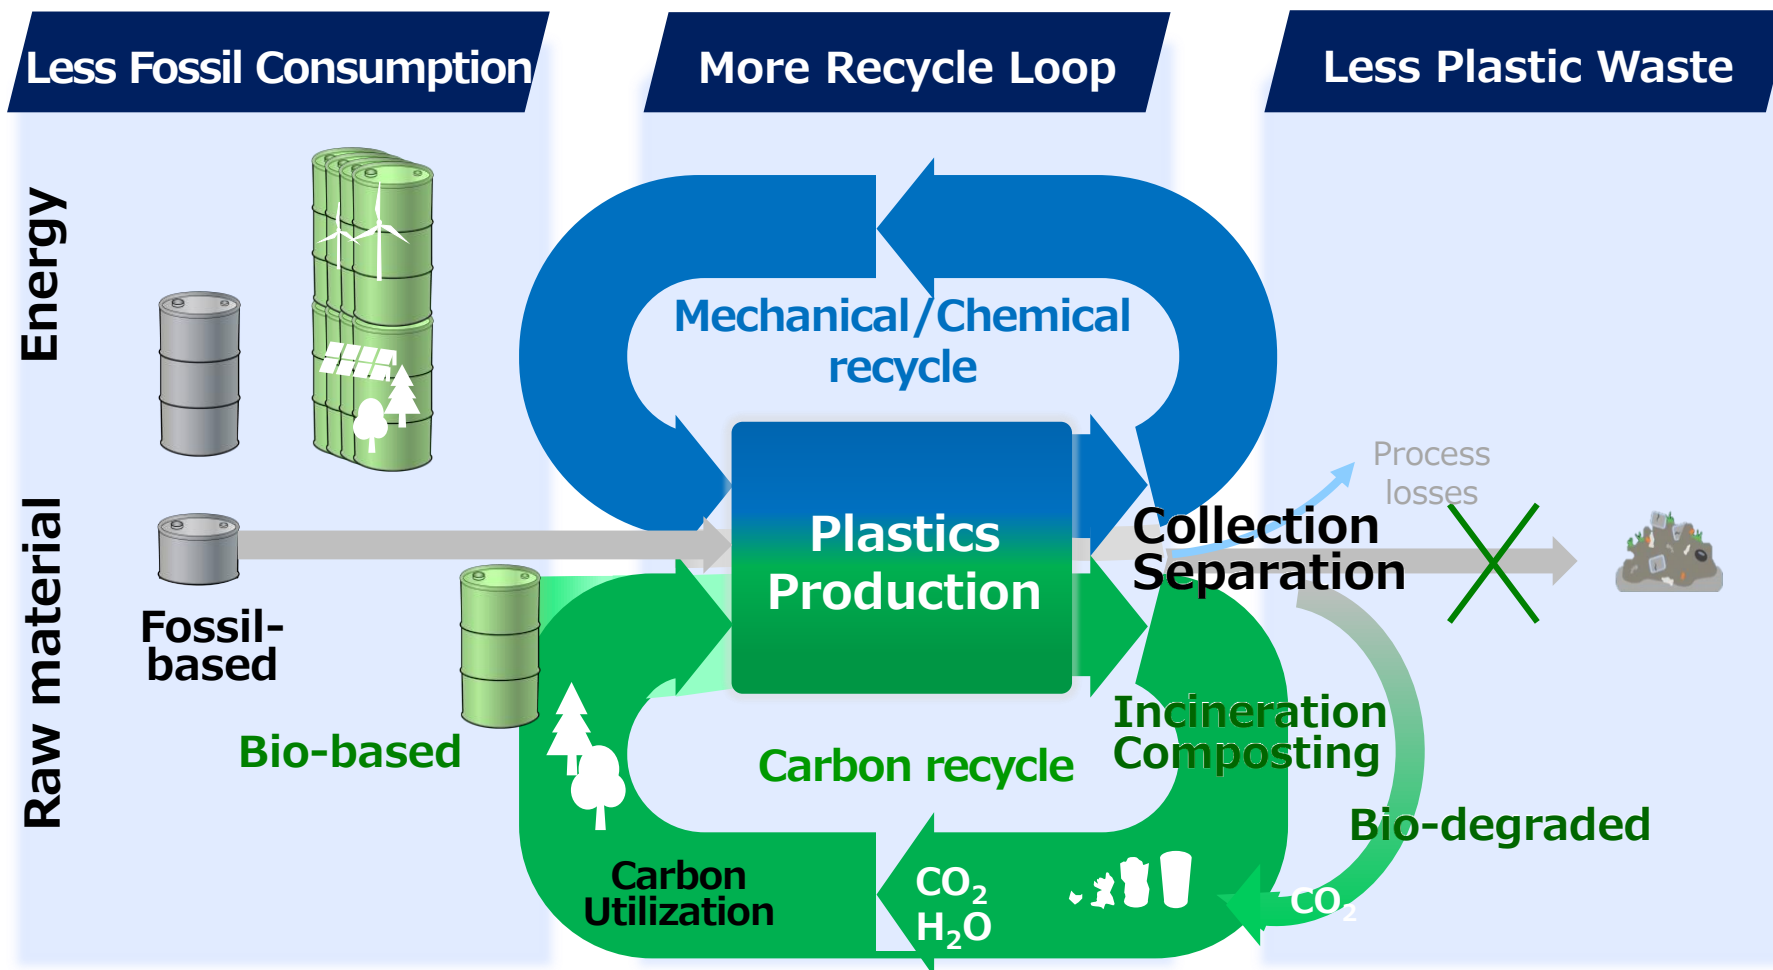 Less Fossil Consumption
More Recycle Loop
Less Plastic Waste
Energy
Raw material
Mechanical/Chemical
recycle
Process
losses
Plastics
Production
Collection
Separation
Fossil-
based
Bio-based
Carbon recycle
Incineration
Composting
Bio-degraded
Carbon
Utilization
CO₂
H₂O
CO₂